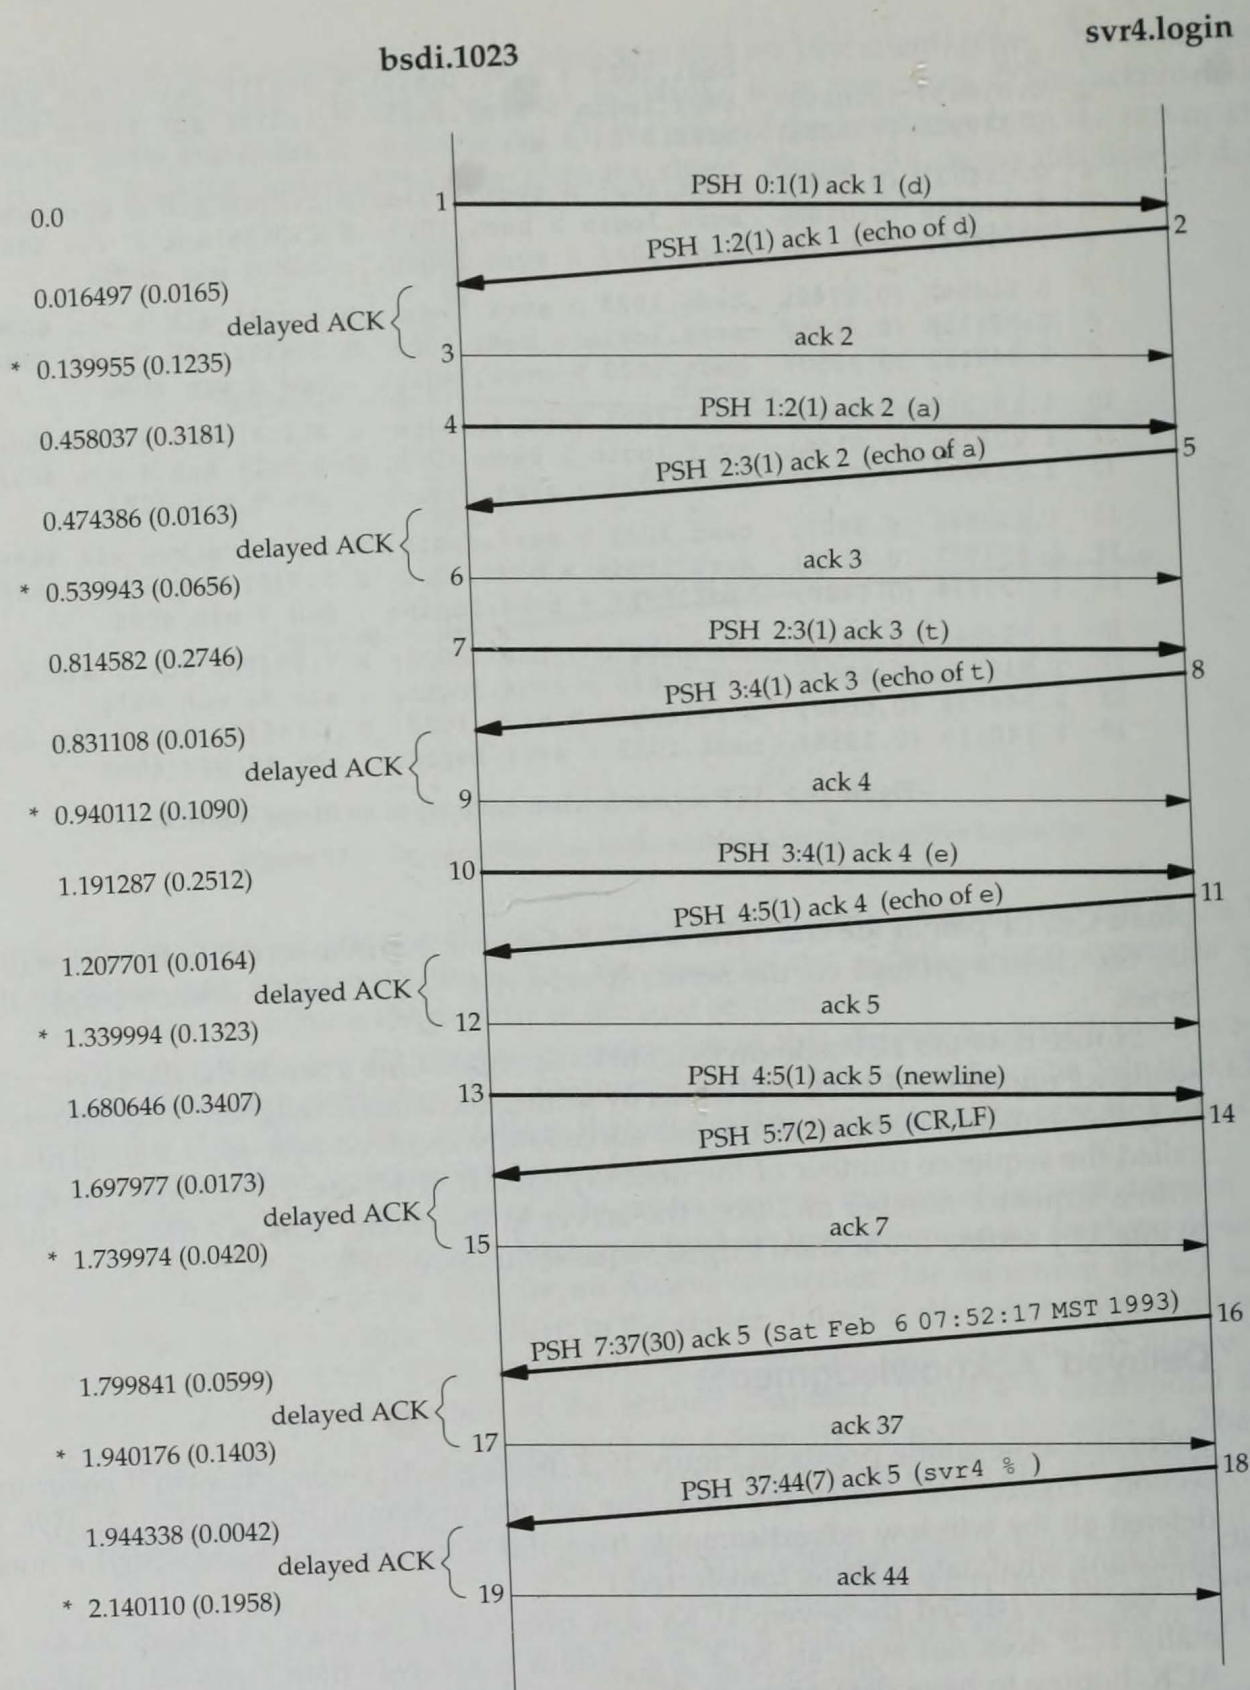 bsdi.1023
svr4.login
0.0
1
PSH 0:1(1) ack 1 (d)
2
PSH 1:2(1) ack 1 (echo of d)
0.016497 (0.0165)
delayed ACK
* 0.139955 (0.1235)
3
ack 2
0.458037 (0.3181)
4
PSH 1:2(1) ack 2 (a)
5
PSH 2:3(1) ack 2 (echo of a)
0.474386 (0.0163)
delayed ACK
* 0.539943 (0.0656)
6
ack 3
0.814582 (0.2746)
7
PSH 2:3(1) ack 3 (t)
8
PSH 3:4(1) ack 3 (echo of t)
0.831108 (0.0165)
delayed ACK
* 0.940112 (0.1090)
9
ack 4
1.191287 (0.2512)
10
PSH 3:4(1) ack 4 (e)
11
PSH 4:5(1) ack 4 (echo of e)
1.207701 (0.0164)
delayed ACK
* 1.339994 (0.1323)
12
ack 5
1.680646 (0.3407)
13
PSH 4:5(1) ack 5 (newline)
14
PSH 5:7(2) ack 5 (CR,LF)
1.697977 (0.0173)
delayed ACK
* 1.739974 (0.0420)
15
ack 7
16
PSH 7:37(30) ack 5 (Sat Feb 6 07:52:17 MST 1993)
1.799841 (0.0599)
delayed ACK
* 1.940176 (0.1403)
17
ack 37
18
PSH 37:44(7) ack 5 (svr4 % )
1.944338 (0.0042)
delayed ACK
* 2.140110 (0.1958)
19
ack 44